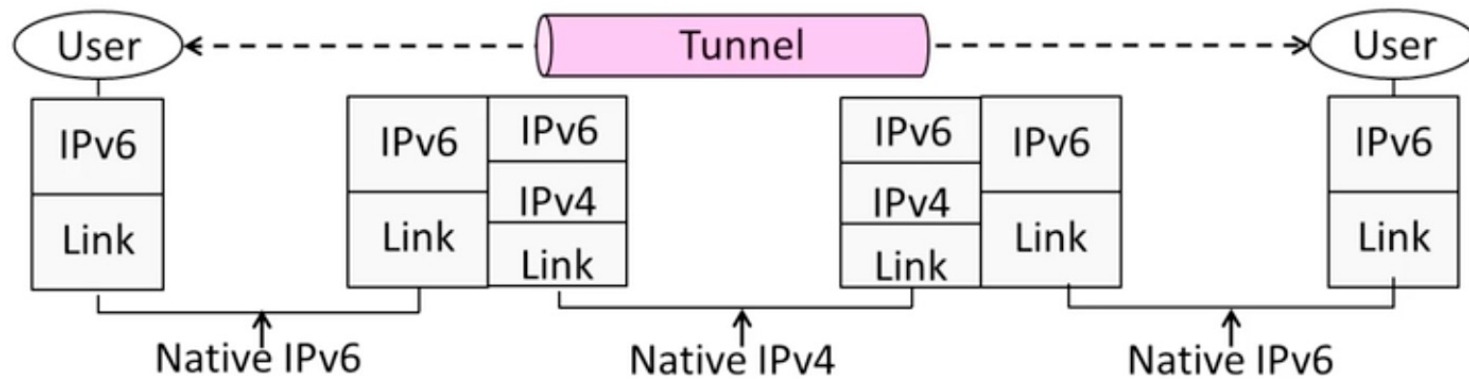 User Tunnel User
IPv6 IPv6 IPv6 IPv6 IPv6 IPv6
IPv4 IPv4
Link Link Link Link Link Link
Native IPv6 Native IPv4 Native IPv6